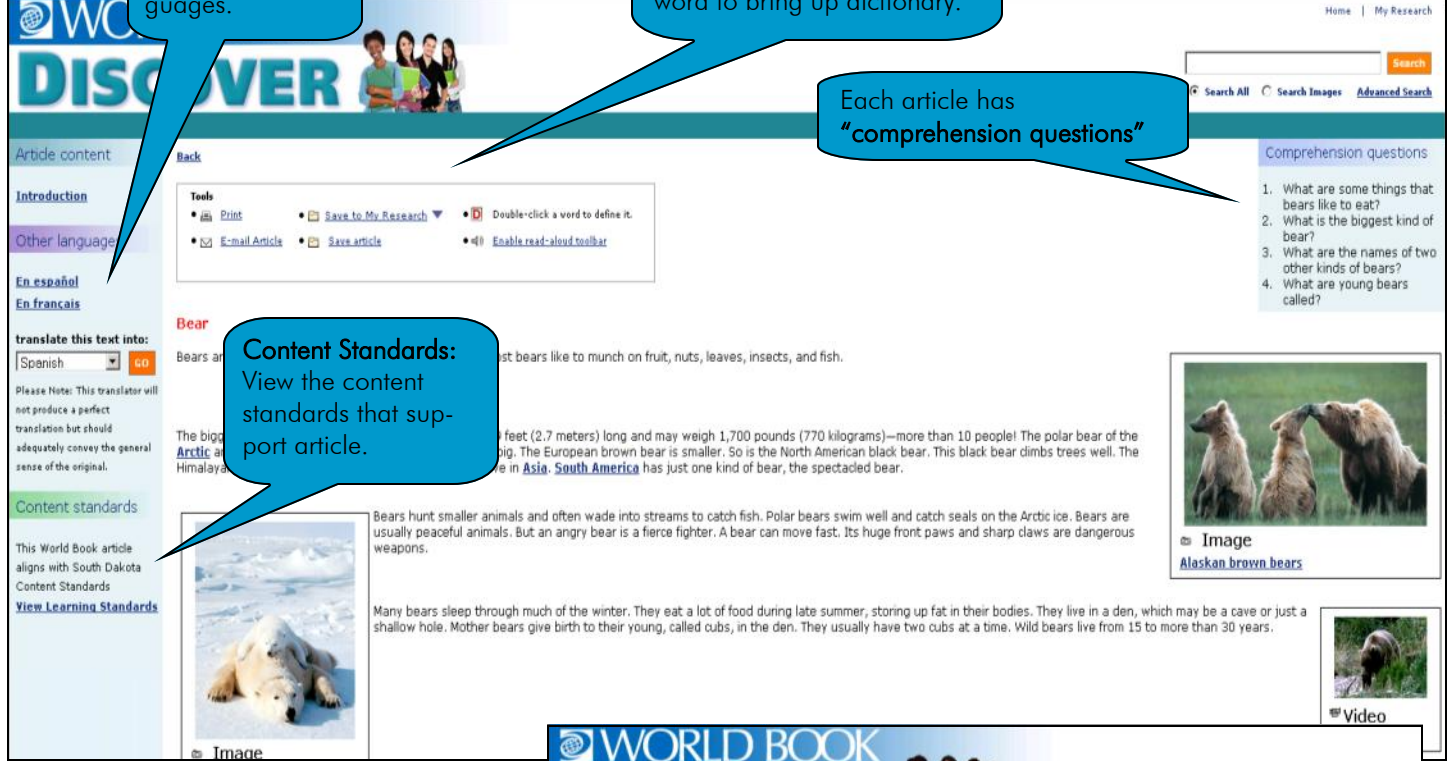 guages.
word to bring up dictionary.
Home | My Research
DISCOVER
Search
Search All Search Images Advanced Search
Each article has
“comprehension questions”
Article content
Introduction
Other language
En español
En français
translate this text into:
Spanish GO
Please Note: This translator will
not produce a perfect
translation but should
adequately convey the general
sense of the original.
Content standards
This World Book article
aligns with South Dakota
Content Standards
View Learning Standards
Back
Tools
Print Save to My Research Double-click a word to define it.
E-mail Article Save article Enable read-aloud toolbar
Comprehension questions
1. What are some things that
bears like to eat?
2. What is the biggest kind of
bear?
3. What are the names of two
other kinds of bears?
4. What are young bears
called?
Content Standards:
View the content
standards that sup-
port article.
Bear
Bears bears like to munch on fruit, nuts, leaves, insects, and fish.
The feet (2.7 meters) long and may weigh 1,700 pounds (770 kilograms)—more than 10 people! The polar bear of the
Arctic big. The European brown bear is smaller. So is the North American black bear. This black bear climbs trees well. The
in Asia. South America has just one kind of bear, the spectacled bear.
Bears hunt smaller animals and often wade into streams to catch fish. Polar bears swim well and catch seals on the Arctic ice. Bears are
usually peaceful animals. But an angry bear is a fierce fighter. A bear can move fast. Its huge front paws and sharp claws are dangerous
weapons.
Many bears sleep through much of the winter. They eat a lot of food during late summer, storing up fat in their bodies. They live in a den, which may be a cave or just a
shallow hole. Mother bears give birth to their young, called cubs, in the den. They usually have two cubs at a time. Wild bears live from 15 to more than 30 years.
Image
Alaskan brown bears
Video
Image
WORLD BOOK